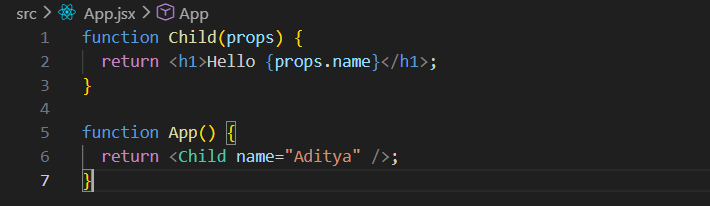 src > App.jsx > App
1 function Child(props) {
2   return <h1>Hello {props.name}</h1>;
3 }
4
5 function App() {
6   return <Child name="Aditya" />;
7 }